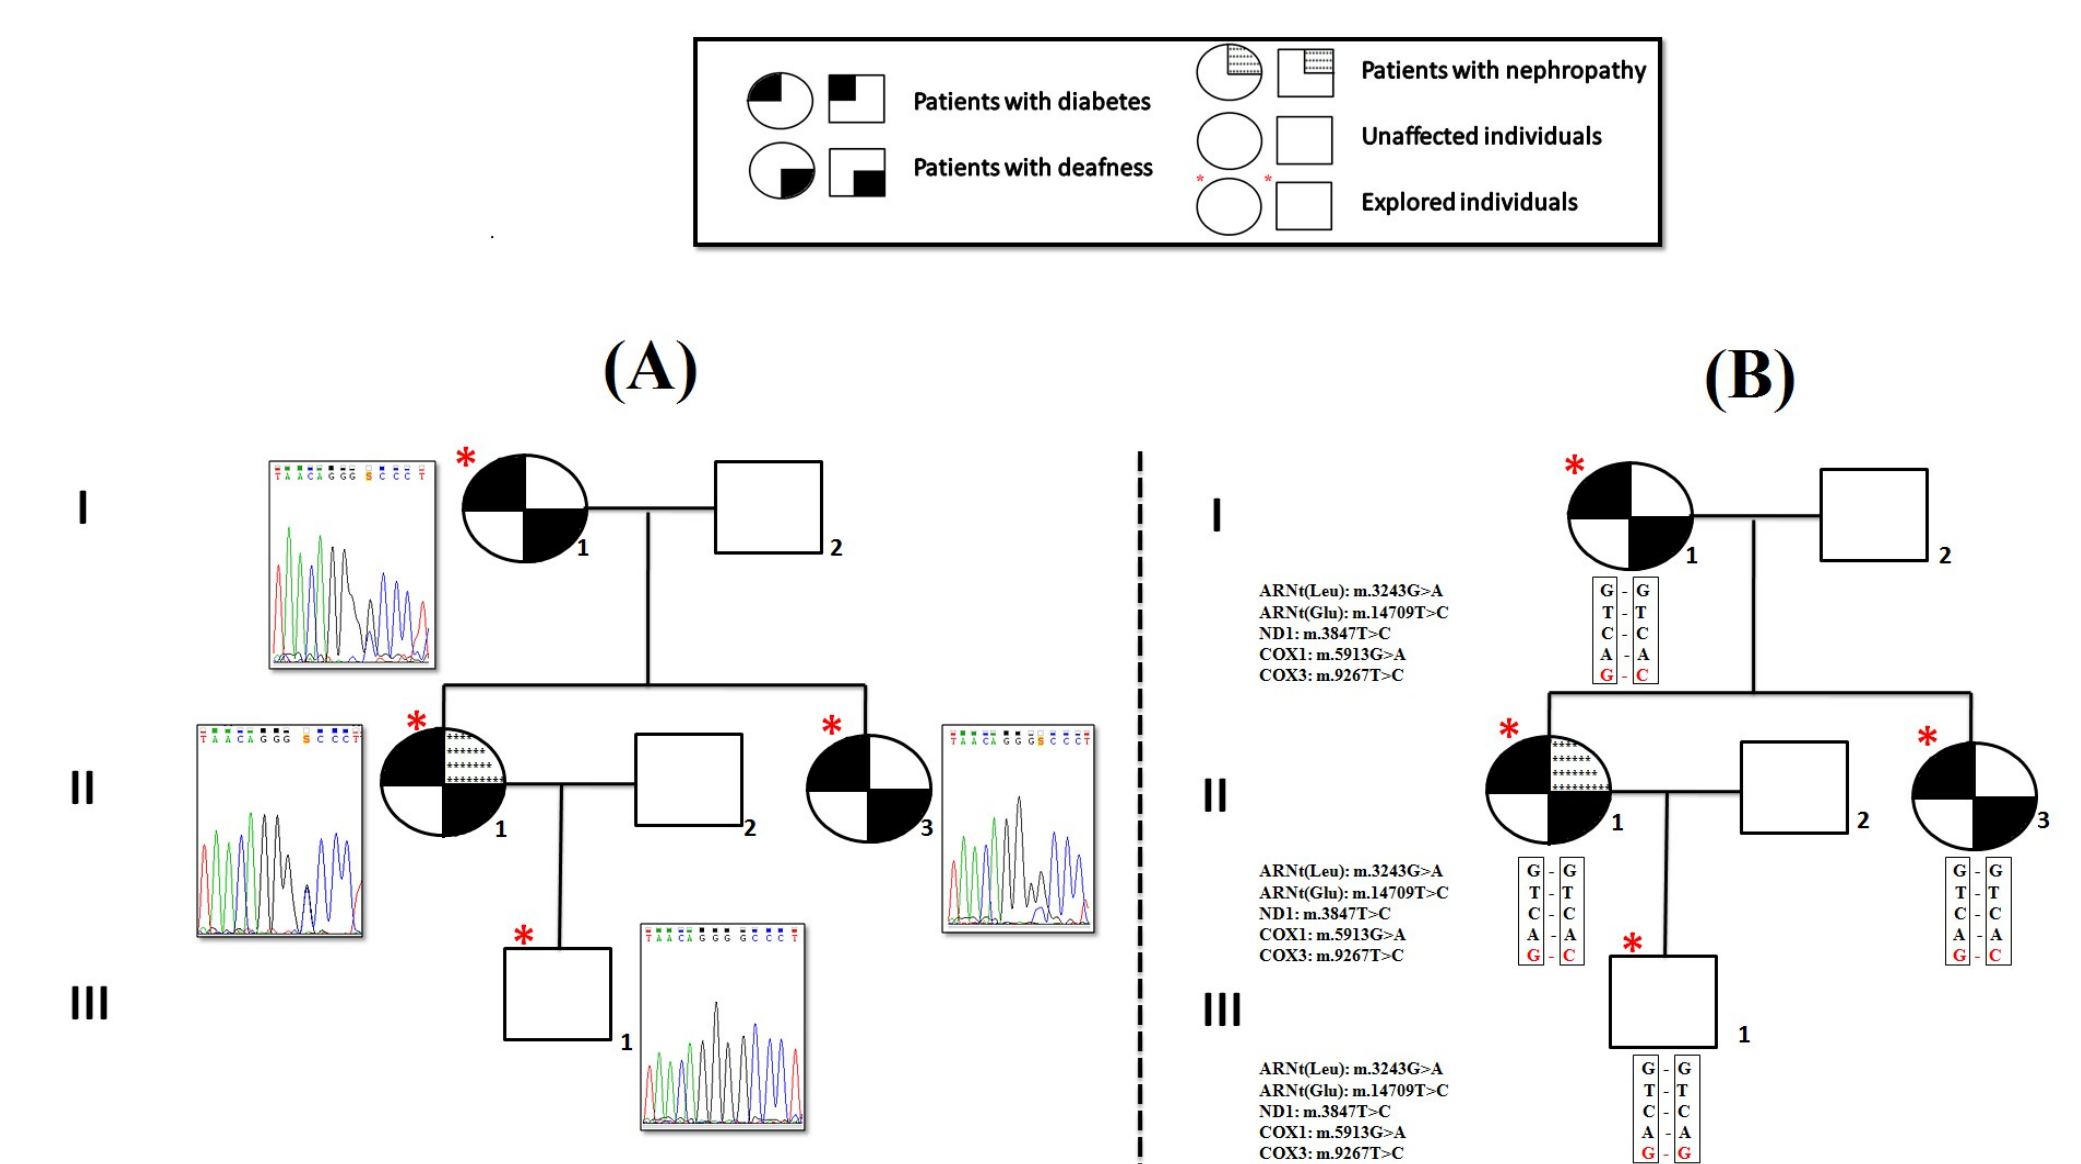 Patients with diabetes
Patients with deafness
* *
Patients with nephropathy
Unaffected individuals
Explored individuals
(A)
I
T A A C A G G G S C C C T
*
1
2
II
T A A C A G G G S C C C T
*
1
2
*
3
T A A C A G G G S C C C T
III
*
1
T A A C A G G G G C C C T
(B)
I
*
1
2
ARNt(Leu): m.3243G>A G - G
ARNt(Glu): m.14709T>C T - T
ND1: m.3847T>C C - C
COX1: m.5913G>A A - A
COX3: m.9267T>C G - C
II
*
1
2
*
3
ARNt(Leu): m.3243G>A G - G G - G
ARNt(Glu): m.14709T>C T - T T - T
ND1: m.3847T>C C - C C - C
COX1: m.5913G>A A - A A - A
COX3: m.9267T>C G - C G - C
III
*
1
ARNt(Leu): m.3243G>A G - G
ARNt(Glu): m.14709T>C T - T
ND1: m.3847T>C C - C
COX1: m.5913G>A A - A
COX3: m.9267T>C G - G